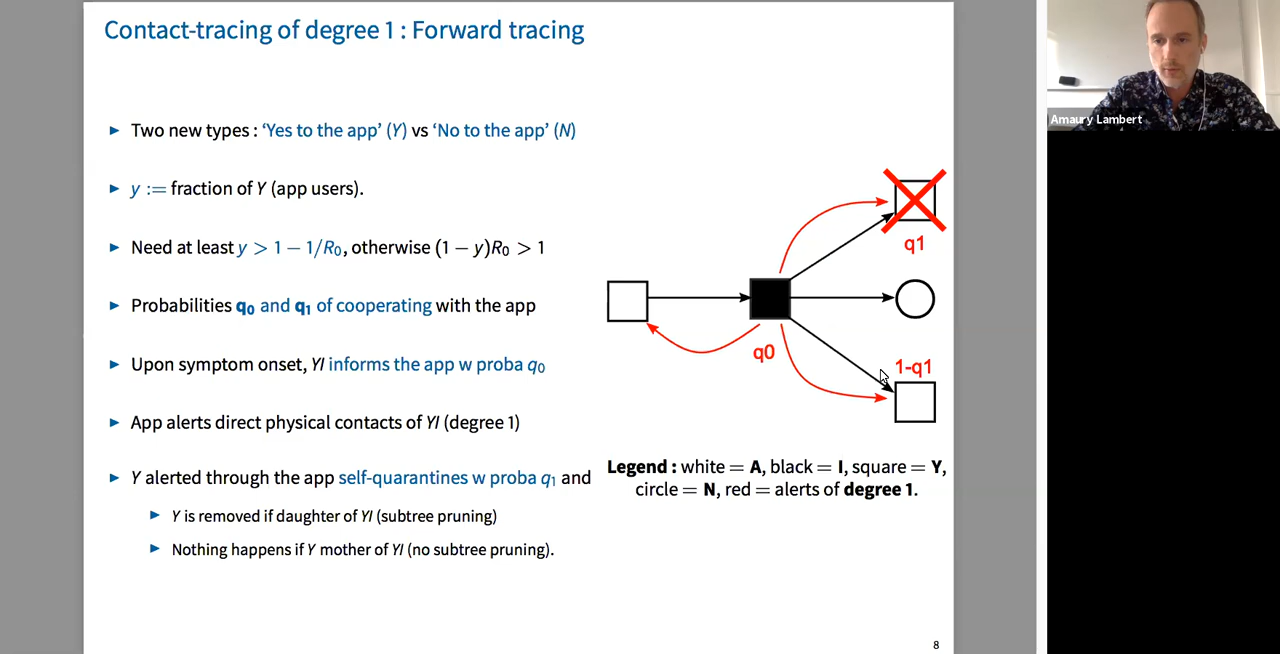 Contact-tracing of degree 1 : Forward tracing
► Two new types : ‘Yes to the app’ (Y) vs ‘No to the app’ (N)
► y := fraction of Y (app users).
► Need at least y > 1 − 1/R₀, otherwise (1 − y)R₀ > 1
► Probabilities q₀ and q₁ of cooperating with the app
► Upon symptom onset, YI informs the app w proba q₀
► App alerts direct physical contacts of YI (degree 1)
► Y alerted through the app self-quarantines w proba q₁ and
► Y is removed if daughter of YI (subtree pruning)
► Nothing happens if Y mother of YI (no subtree pruning).
q1
q0
1-q1
Legend : white = A, black = I, square = Y,
circle = N, red = alerts of degree 1.
8
Amaury Lambert